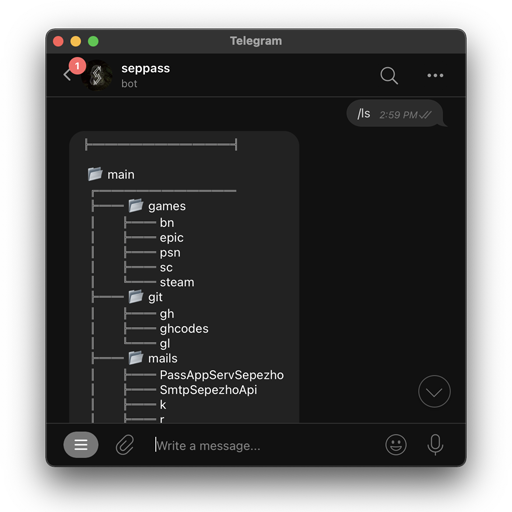 Telegram
1
seppass
bot
/ls 2:59 PM
main
games
bn
epic
psn
sc
steam
git
gh
ghcodes
gl
mails
PassAppServSepezho
SmtpSepezhoApi
k
r
Write a message...